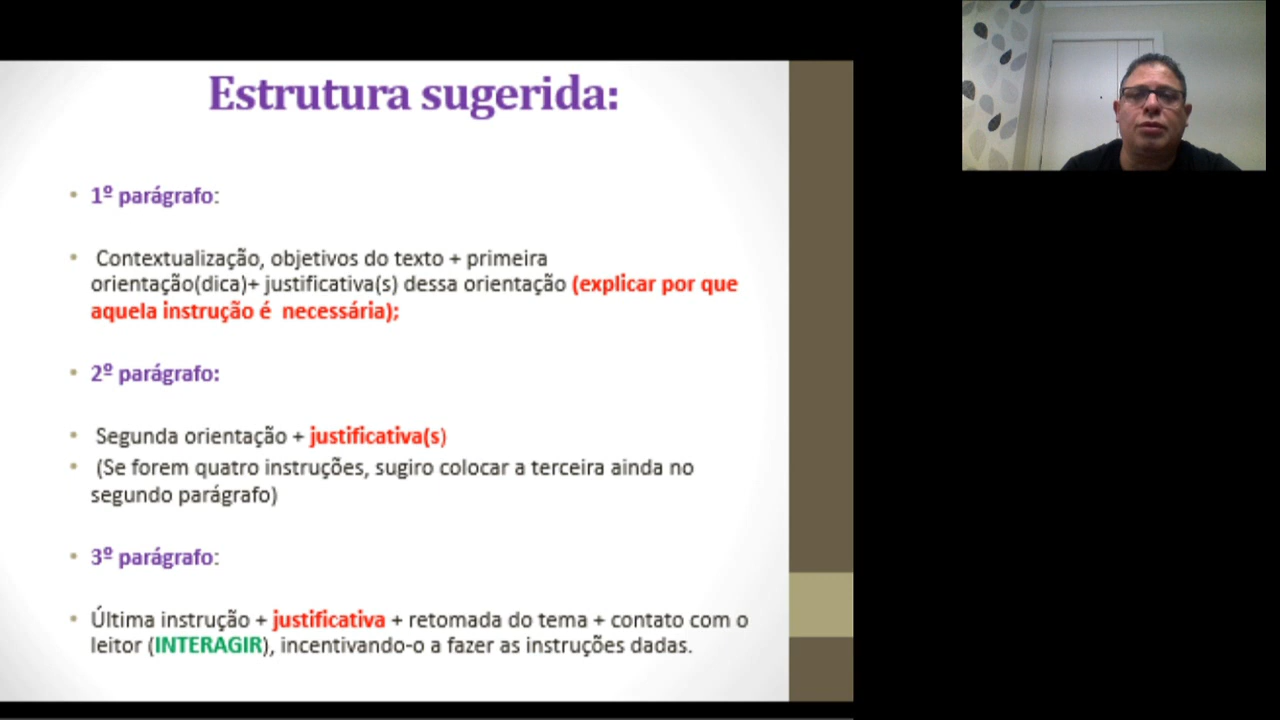 Estrutura sugerida:
• 1º parágrafo:
• Contextualização, objetivos do texto + primeira
orientação(dica)+ justificativa(s) dessa orientação (explicar por que
aquela instrução é necessária);
• 2º parágrafo:
• Segunda orientação + justificativa(s)
• (Se forem quatro instruções, sugiro colocar a terceira ainda no
segundo parágrafo)
• 3º parágrafo:
• Última instrução + justificativa + retomada do tema + contato com o
leitor (INTERAGIR), incentivando-o a fazer as instruções dadas.